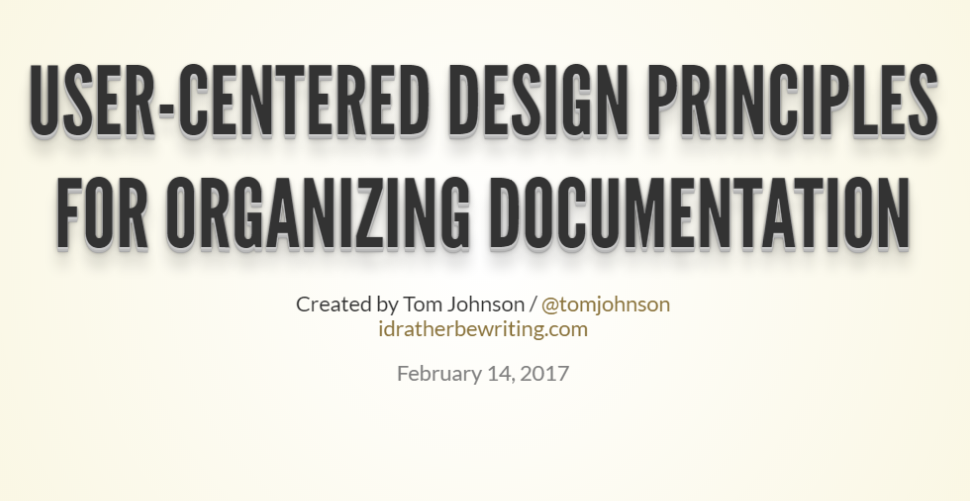 USER-CENTERED DESIGN PRINCIPLES
FOR ORGANIZING DOCUMENTATION
Created by Tom Johnson / @tomjohnson
idratherbewriting.com
February 14, 2017